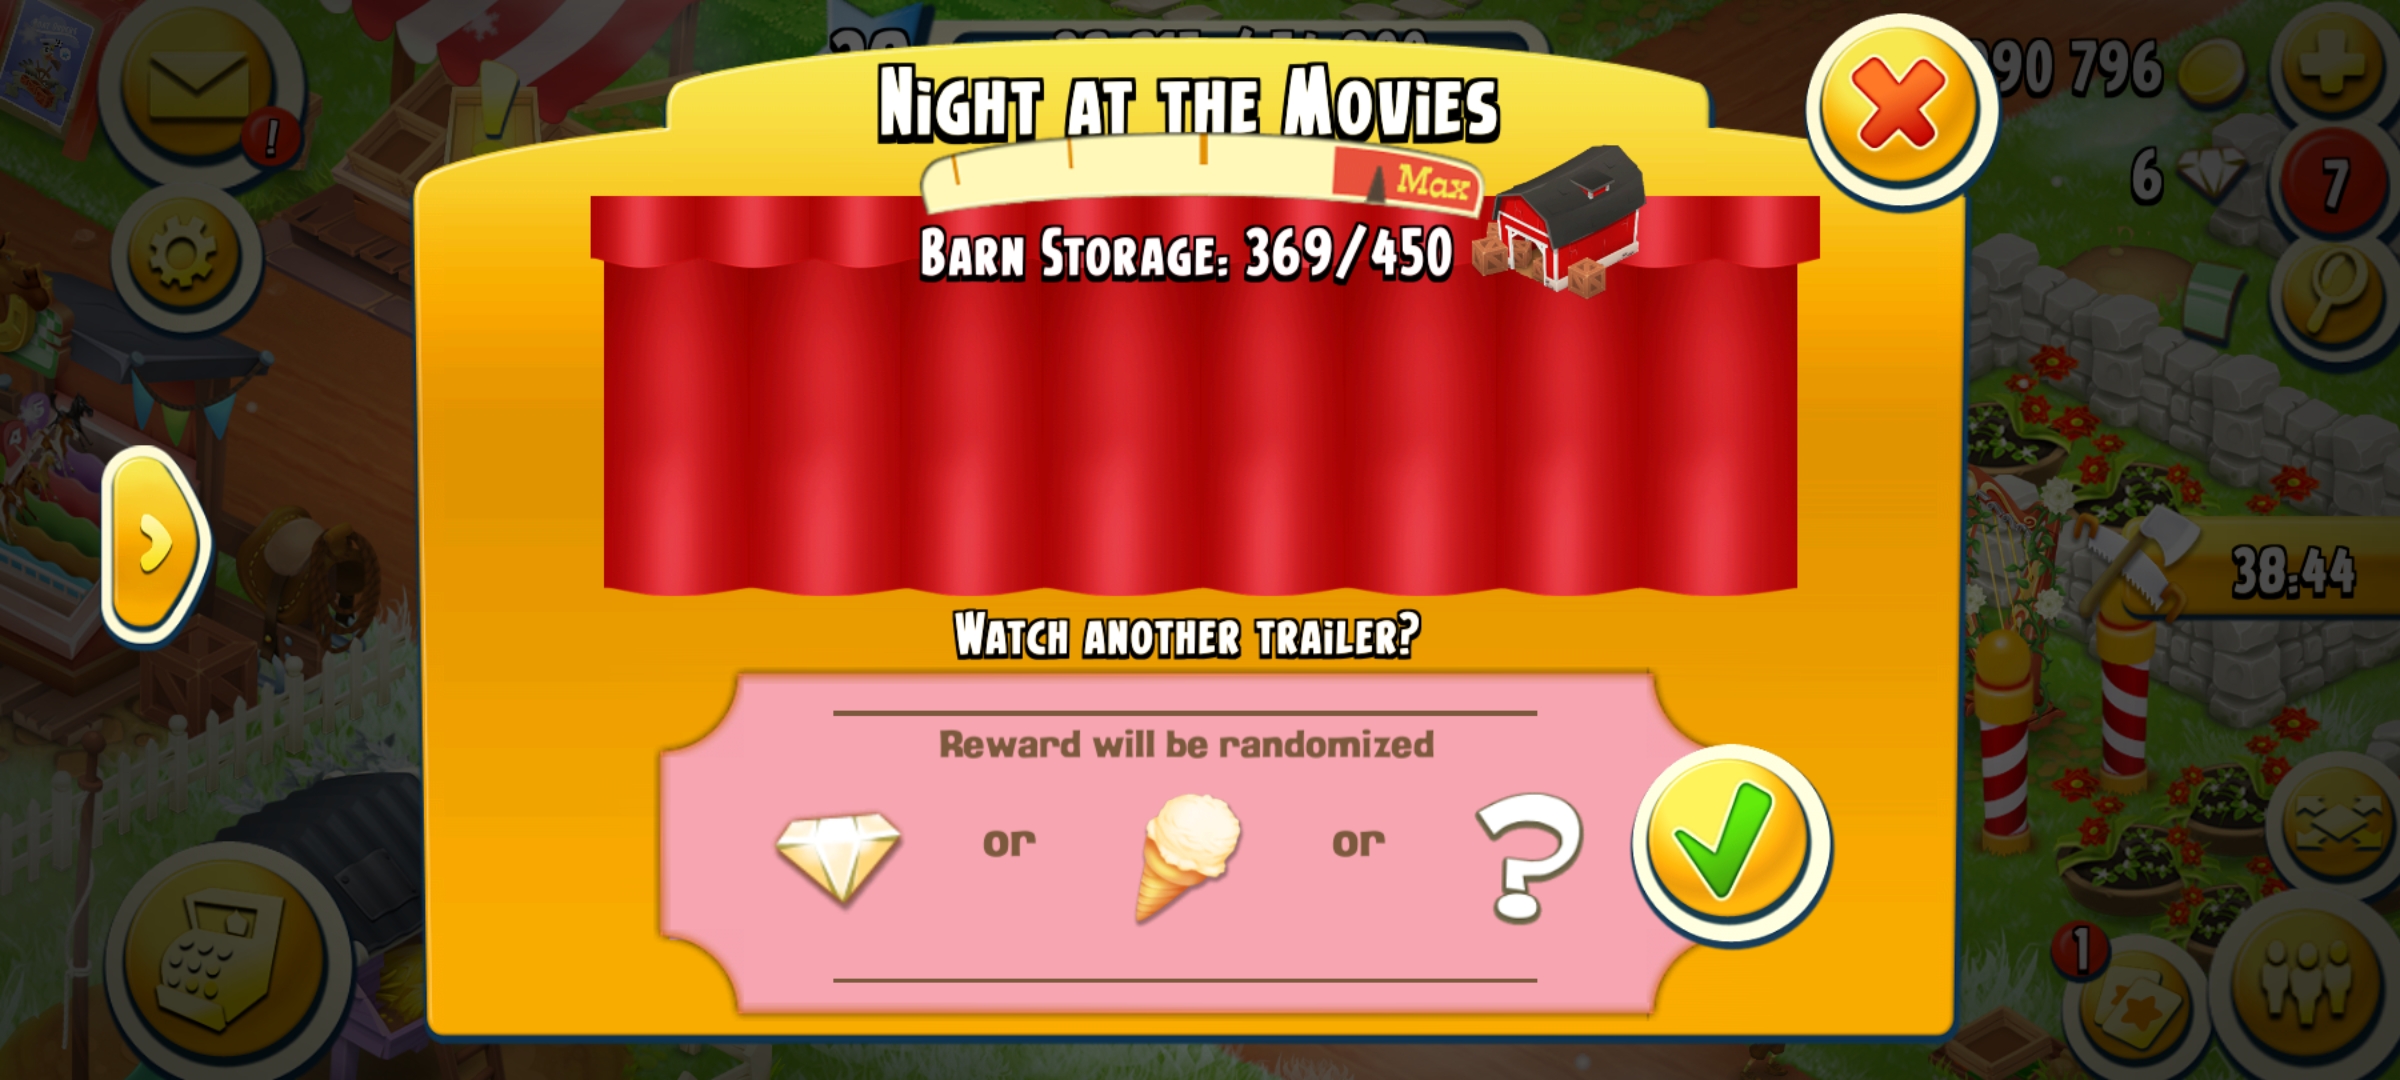 !
Night at the Movies
90 796
Max
6
7
Barn Storage: 369/450
38:44
Watch another trailer?
Reward will be randomized
or
or
?
1